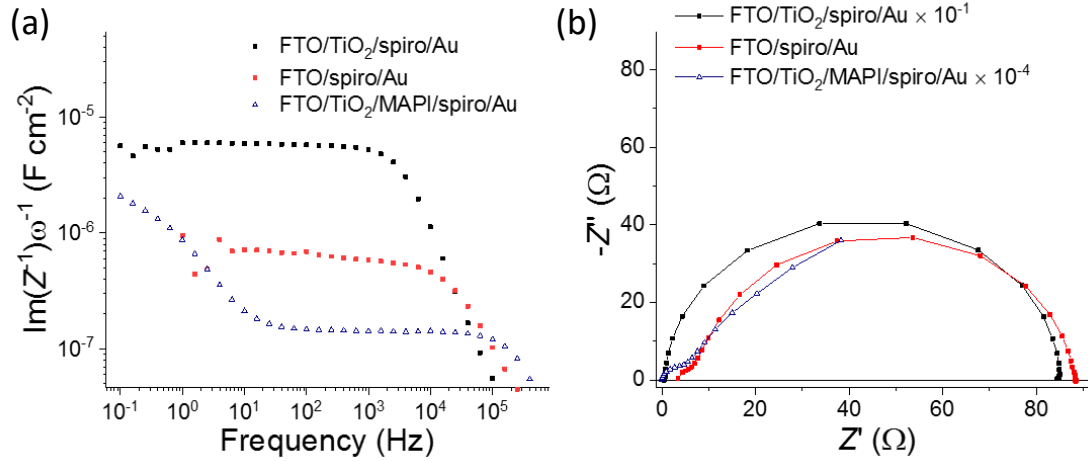 (a)
FTO/TiO₂/spiro/Au
FTO/spiro/Au
FTO/TiO₂/MAPI/spiro/Au
Im(Z⁻¹)ω⁻¹ (F cm⁻²)
10⁻⁵
10⁻⁶
10⁻⁷
10⁻¹ 10⁰ 10¹ 10² 10³ 10⁴ 10⁵
Frequency (Hz)
(b)
FTO/TiO₂/spiro/Au × 10⁻¹
FTO/spiro/Au
FTO/TiO₂/MAPI/spiro/Au × 10⁻⁴
-Z'' (Ω)
80
60
40
20
0
0 20 40 60 80
Z' (Ω)